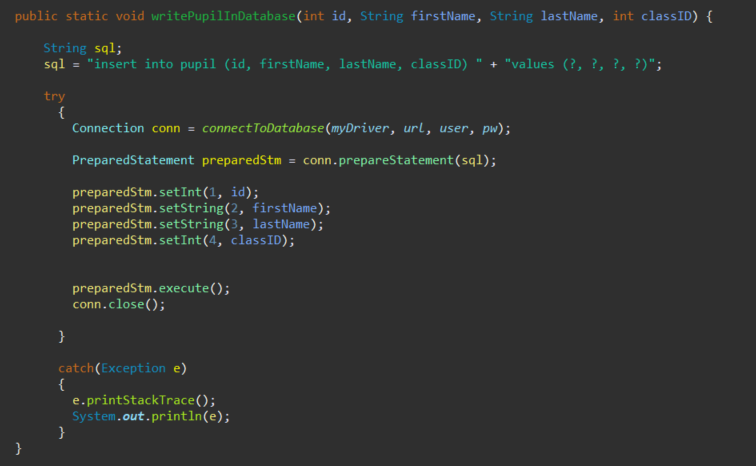 public static void writePupilInDatabase(int id, String firstName, String lastName, int classID) {
String sql;
sql = "insert into pupil (id, firstName, lastName, classID) " + "values (?, ?, ?, ?)";
try
{
Connection conn = connectToDatabase(myDriver, url, user, pw);
PreparedStatement preparedStm = conn.prepareStatement(sql);
preparedStm.setInt(1, id);
preparedStm.setString(2, firstName);
preparedStm.setString(3, lastName);
preparedStm.setInt(4, classID);
preparedStm.execute();
conn.close();
}
catch(Exception e)
{
e.printStackTrace();
System.out.println(e);
}
}